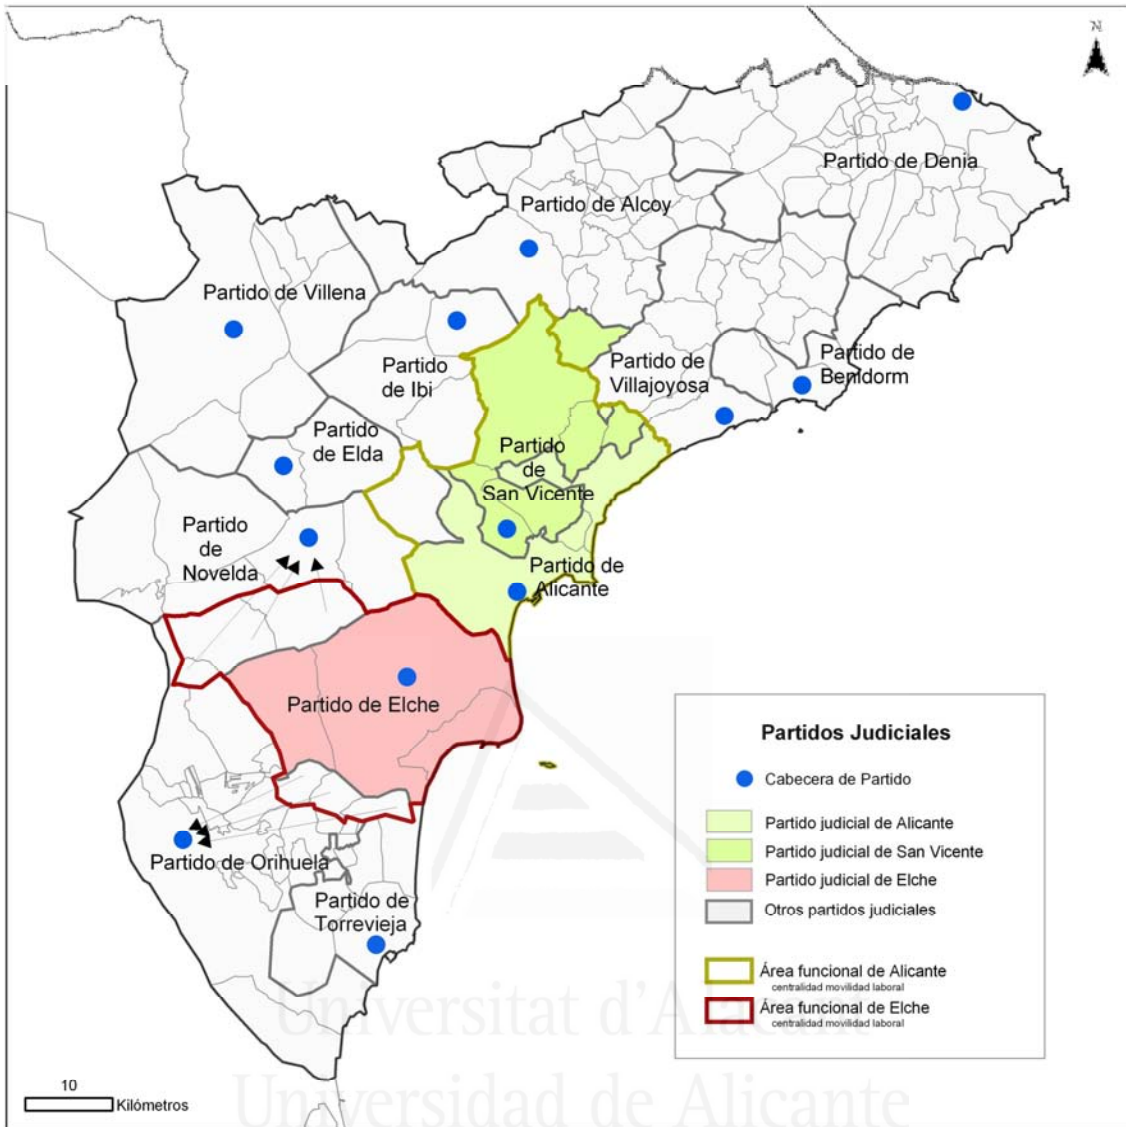 N
Partido de Denia
Partido de Alcoy
Partido de Villena
Partido de
Benidorm
Partido de
Villajoyosa
Partido
de Ibi
Partido
de Elda
Partido
de
San Vicente
Partido
de
Novelda
Partido de
Alicante
Partido de Elche
Partido de Orihuela
Partido de
Torrevieja
Partidos Judiciales
Cabecera de Partido
Partido judicial de Alicante
Partido judicial de San Vicente
Partido judicial de Elche
Otros partidos judiciales
Área funcional de Alicante
centralidad movilidad laboral
Área funcional de Elche
centralidad movilidad laboral
10
Kilómetros
Universitat d'Alacant
Universidad de Alicante